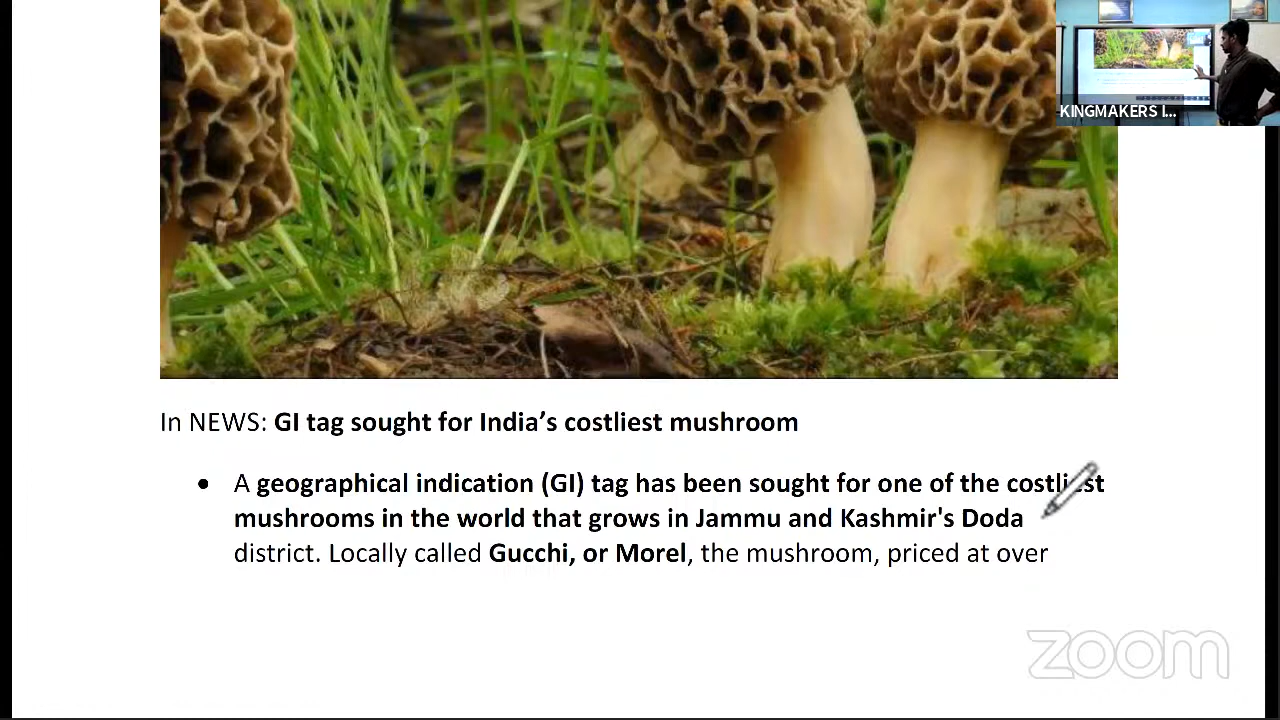 KINGMAKERS I...
In NEWS: GI tag sought for India’s costliest mushroom
• A geographical indication (GI) tag has been sought for one of the costliest
mushrooms in the world that grows in Jammu and Kashmir's Doda
district. Locally called Gucchi, or Morel, the mushroom, priced at over
zoom